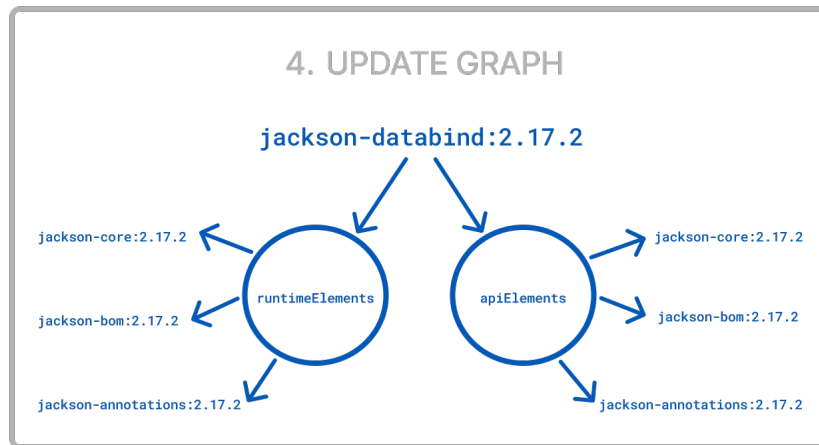 4. UPDATE GRAPH
jackson-databind:2.17.2
jackson-core:2.17.2
jackson-core:2.17.2
runtimeElements
apiElements
jackson-bom:2.17.2
jackson-bom:2.17.2
jackson-annotations:2.17.2
jackson-annotations:2.17.2